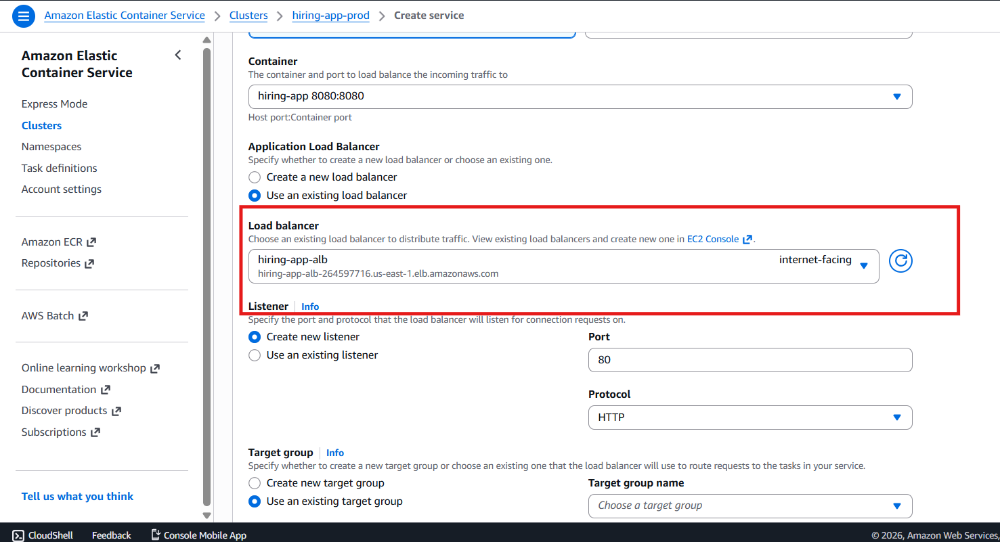 Amazon Elastic Container Service > Clusters > hiring-app-prod > Create service
Amazon Elastic
Container Service
Express Mode
Clusters
Namespaces
Task definitions
Account settings
Amazon ECR
Repositories
AWS Batch
Online learning workshop
Documentation
Discover products
Subscriptions
Tell us what you think
Container
The container and port to load balance the incoming traffic to
hiring-app 8080:8080
Host port:Container port
Application Load Balancer
Specify whether to create a new load balancer or choose an existing one.
Create a new load balancer
Use an existing load balancer
Load balancer
Choose an existing load balancer to distribute traffic. View existing load balancers and create new one in EC2 Console.
hiring-app-alb internet-facing
hiring-app-alb-264597716.us-east-1.elb.amazonaws.com
Listener Info
Specify the port and protocol that the load balancer will listen for connection requests on.
Create new listener
Use an existing listener
Port
80
Protocol
HTTP
Target group Info
Specify whether to create a new target group or choose an existing one that the load balancer will use to route requests to the tasks in your service.
Create new target group
Use an existing target group
Target group name
Choose a target group
CloudShell Feedback Console Mobile App © 2026, Amazon Web Services,